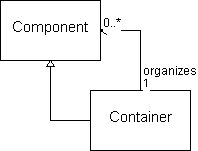 Component
0..*
organizes
1
Container